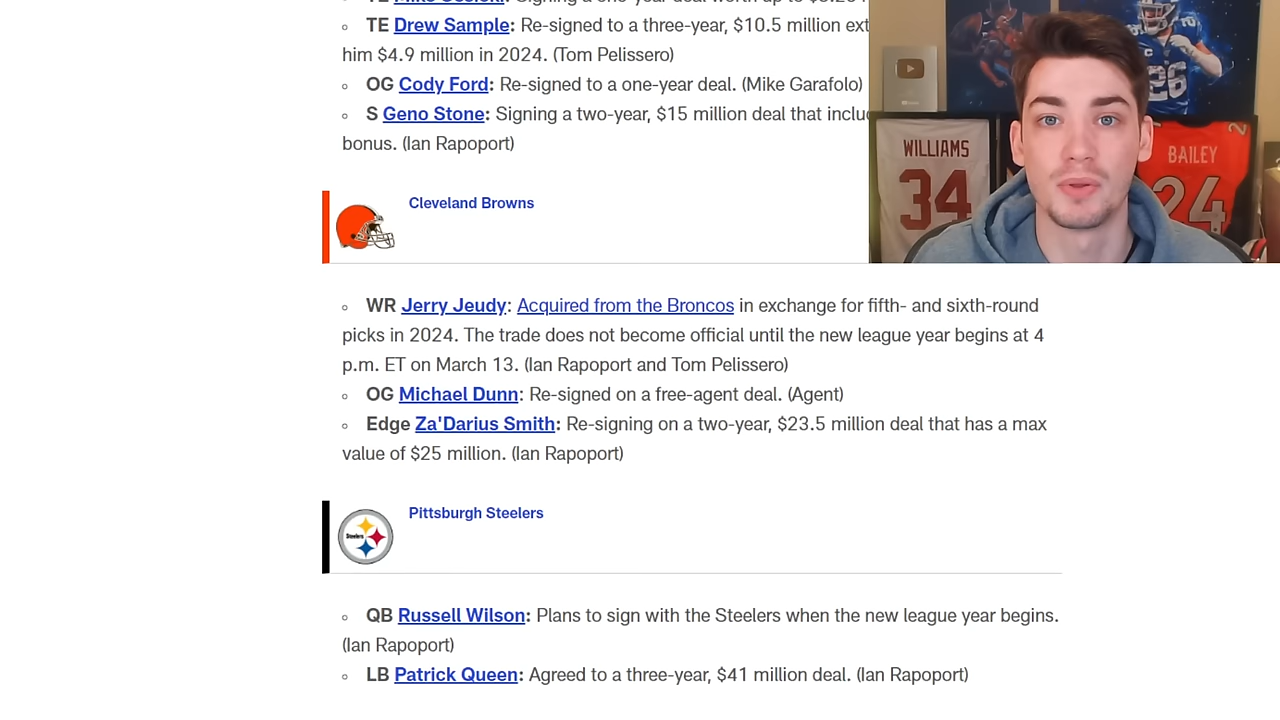 TE Drew Sample: Re-signed to a three-year, $10.5 million ext
him $4.9 million in 2024. (Tom Pelissero)
OG Cody Ford: Re-signed to a one-year deal. (Mike Garafolo)
S Geno Stone: Signing a two-year, $15 million deal that inclu
bonus. (Ian Rapoport)
26
WILLIAMS
34
BAILEY
24
2
Cleveland Browns
WR Jerry Jeudy: Acquired from the Broncos in exchange for fifth- and sixth-round
picks in 2024. The trade does not become official until the new league year begins at 4
p.m. ET on March 13. (Ian Rapoport and Tom Pelissero)
OG Michael Dunn: Re-signed on a free-agent deal. (Agent)
Edge Za'Darius Smith: Re-signing on a two-year, $23.5 million deal that has a max
value of $25 million. (Ian Rapoport)
Pittsburgh Steelers
Steelers
QB Russell Wilson: Plans to sign with the Steelers when the new league year begins.
(Ian Rapoport)
LB Patrick Queen: Agreed to a three-year, $41 million deal. (Ian Rapoport)